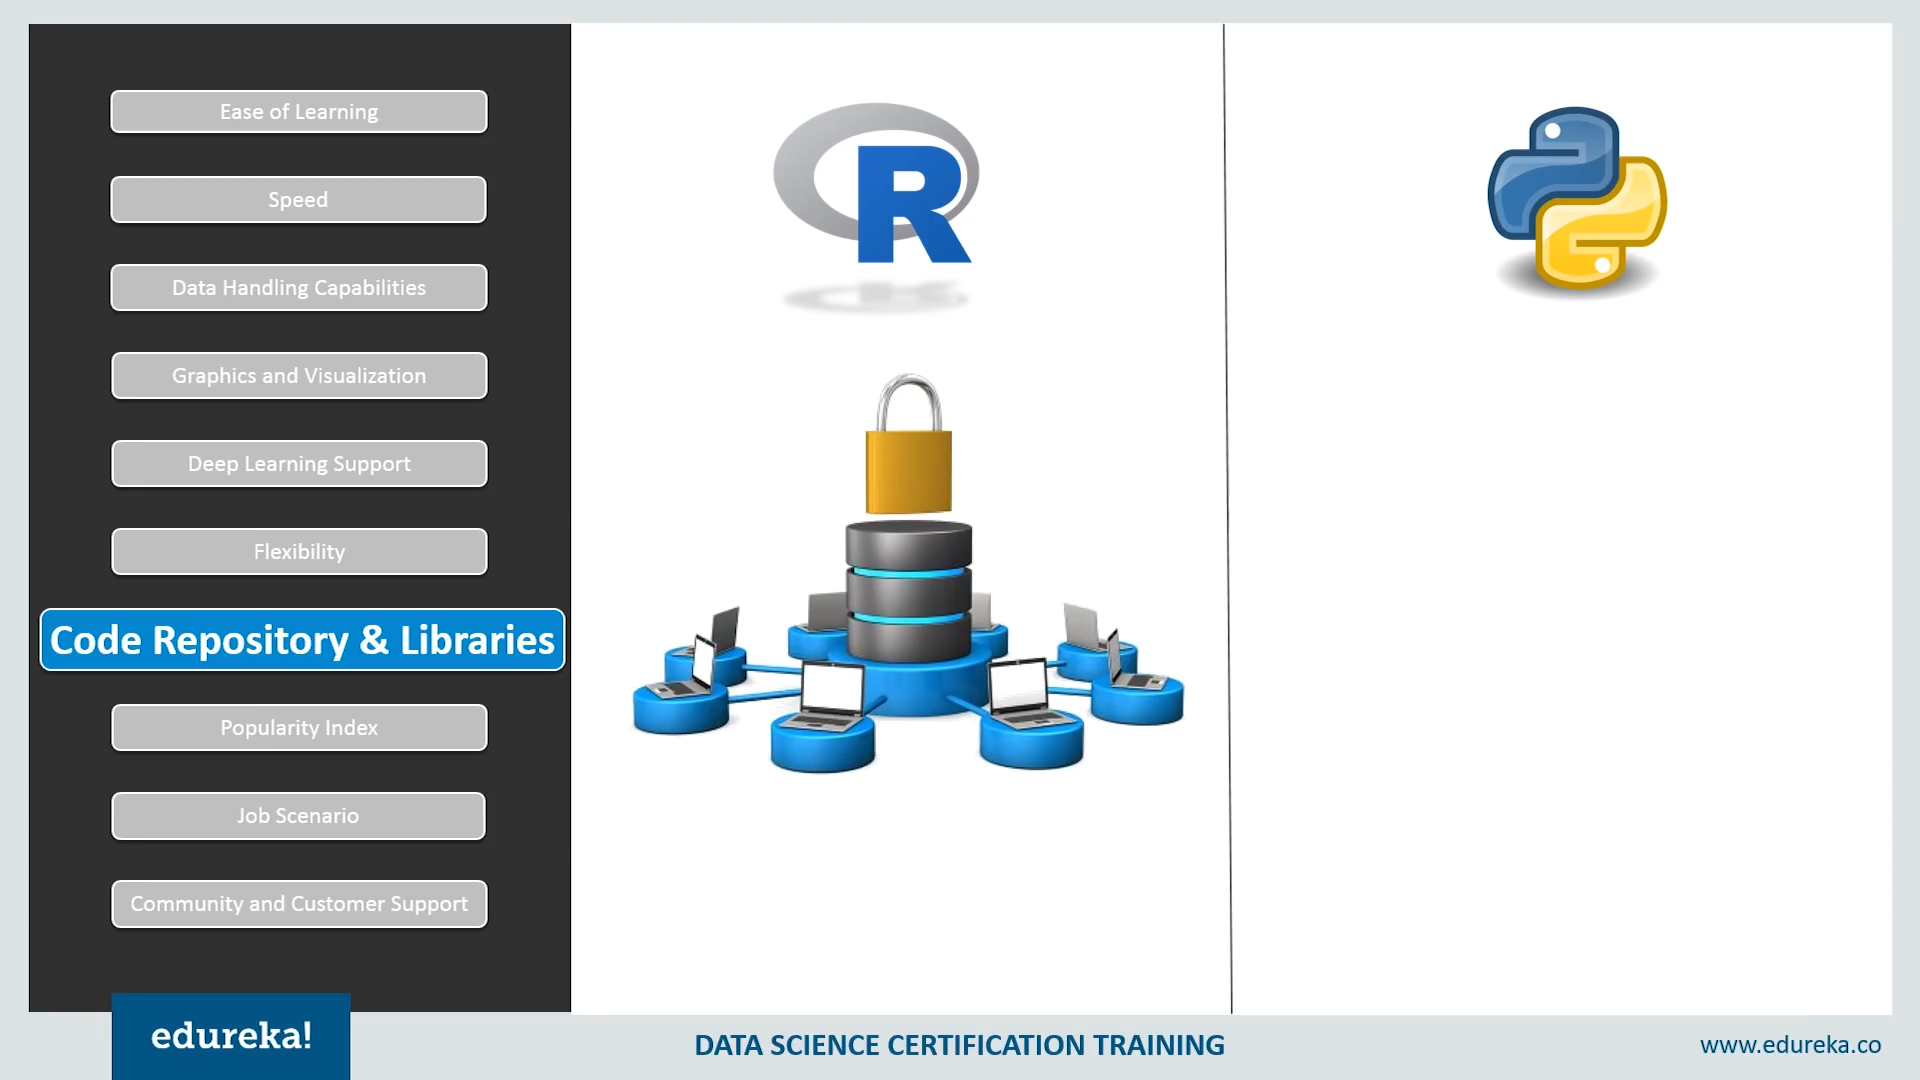 Ease of Learning
Speed
Data Handling Capabilities
Graphics and Visualization
Deep Learning Support
Flexibility
Code Repository & Libraries
Popularity Index
Job Scenario
Community and Customer Support
R
edureka!
DATA SCIENCE CERTIFICATION TRAINING
www.edureka.co